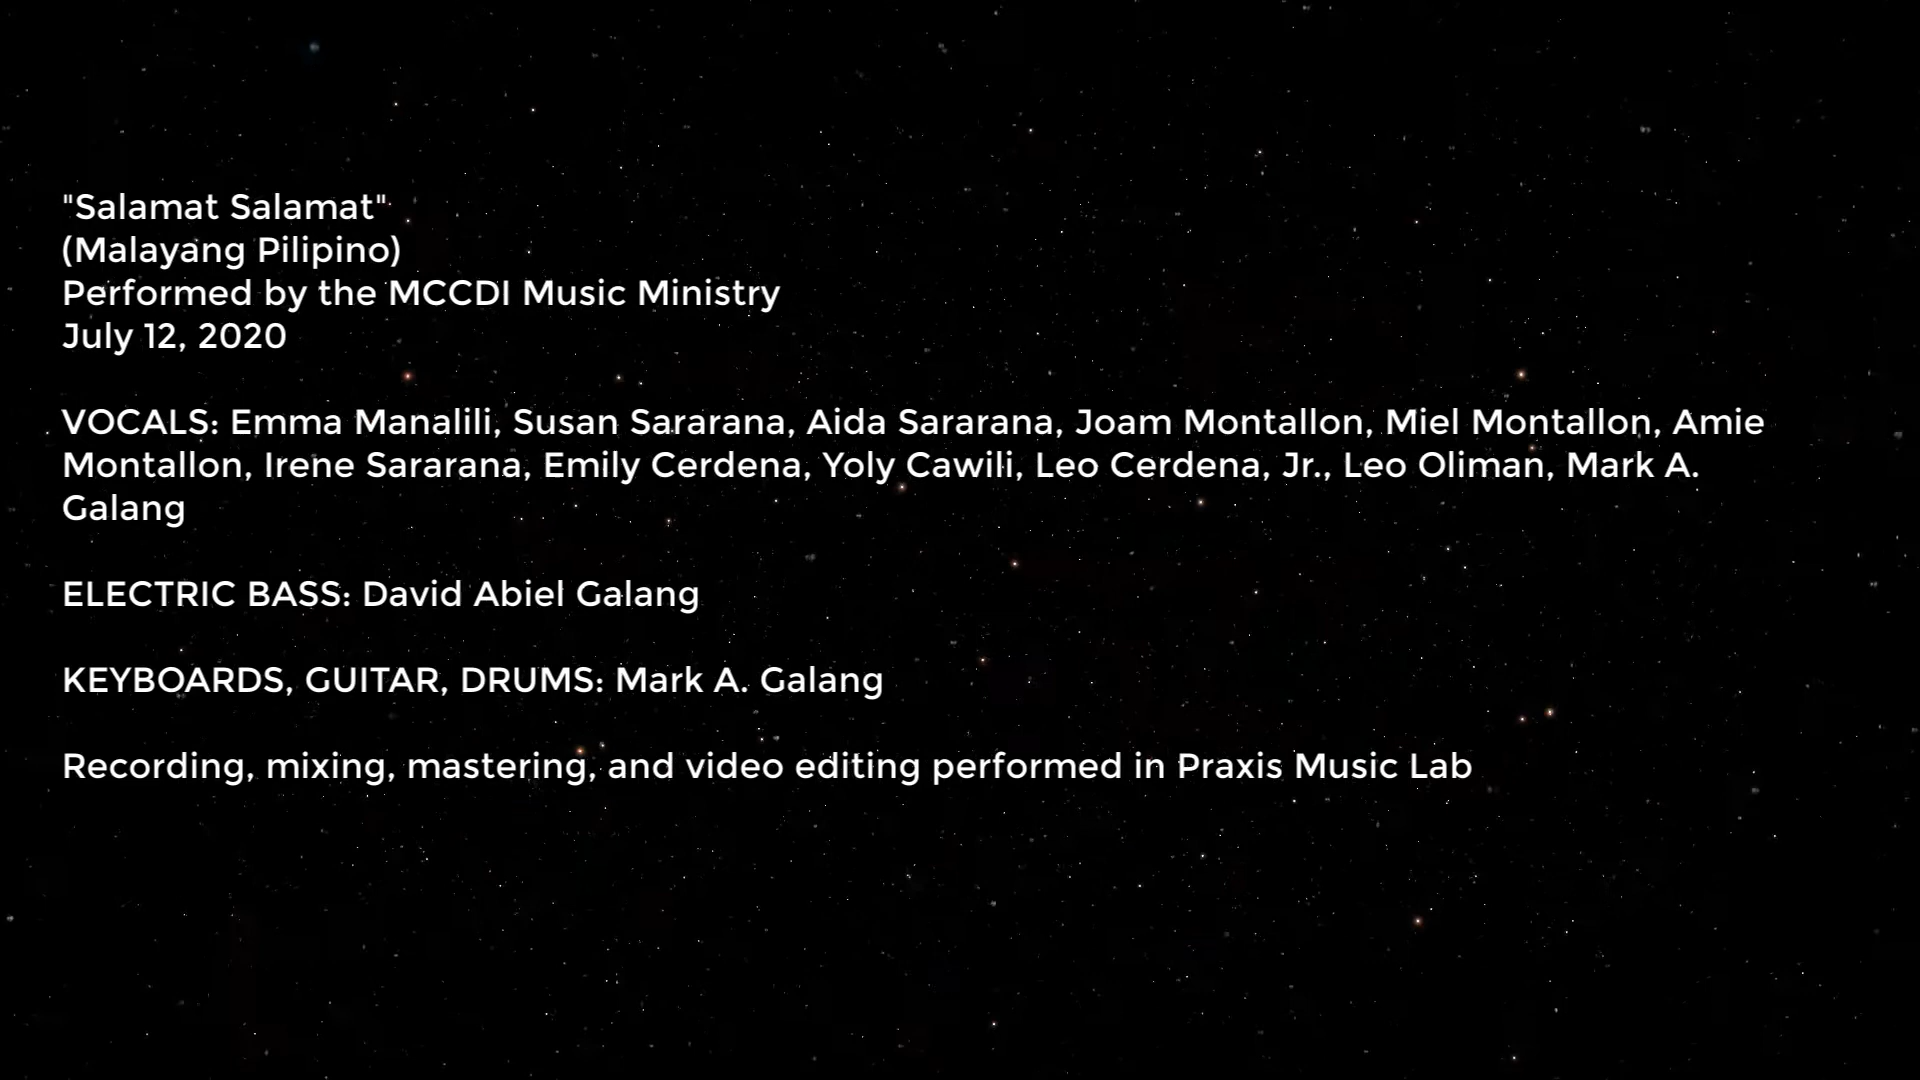 "Salamat Salamat"
(Malayang Pilipino)
Performed by the MCCDI Music Ministry
July 12, 2020
VOCALS: Emma Manalili, Susan Sararana, Aida Sararana, Joam Montallon, Miel Montallon, Amie
Montallon, Irene Sararana, Emily Cerdena, Yoly Cawili, Leo Cerdena, Jr., Leo Oliman, Mark A.
Galang
ELECTRIC BASS: David Abiel Galang
KEYBOARDS, GUITAR, DRUMS: Mark A. Galang
Recording, mixing, mastering, and video editing performed in Praxis Music Lab